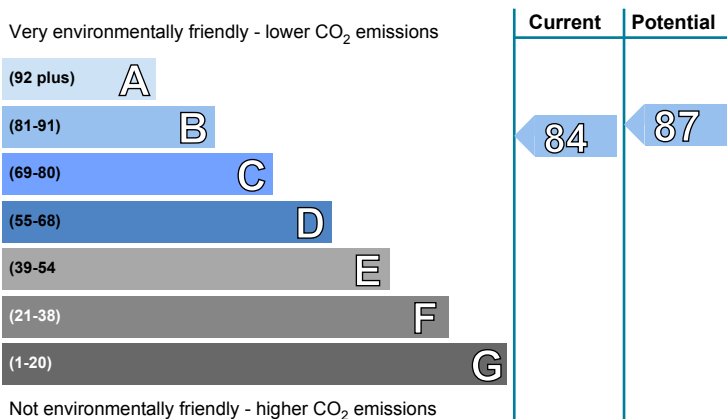 Current Potential
Very environmentally friendly - lower CO2 emissions
(92 plus) A
(81-91) B
84 87
(69-80) C
(55-68) D
(39-54 E
(21-38) F
(1-20) G
Not environmentally friendly - higher CO2 emissions